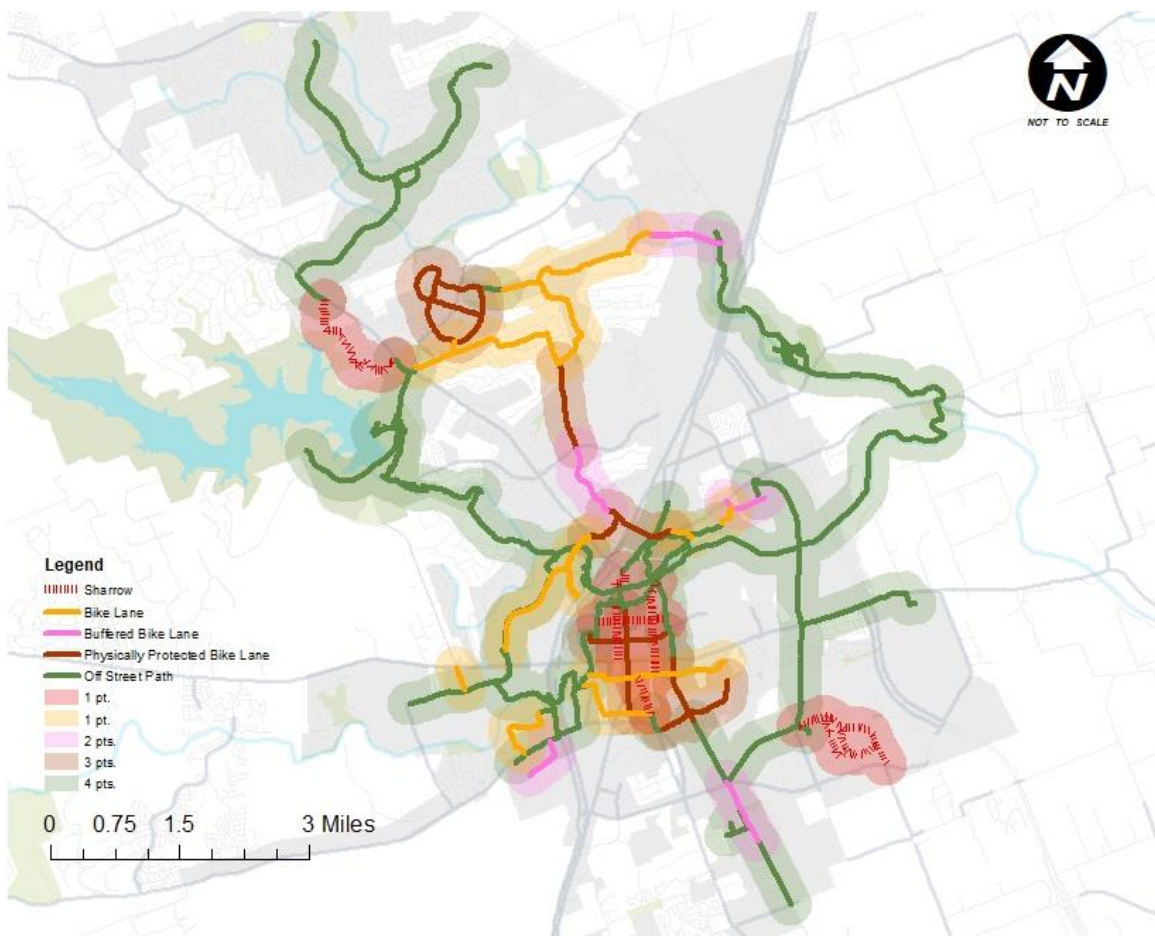 N
NOT TO SCALE
Legend
Sharrow
Bike Lane
Buffered Bike Lane
Physically Protected Bike Lane
Off Street Path
1 pt.
1 pt.
2 pts.
3 pts.
4 pts.
0 0.75 1.5 3 Miles